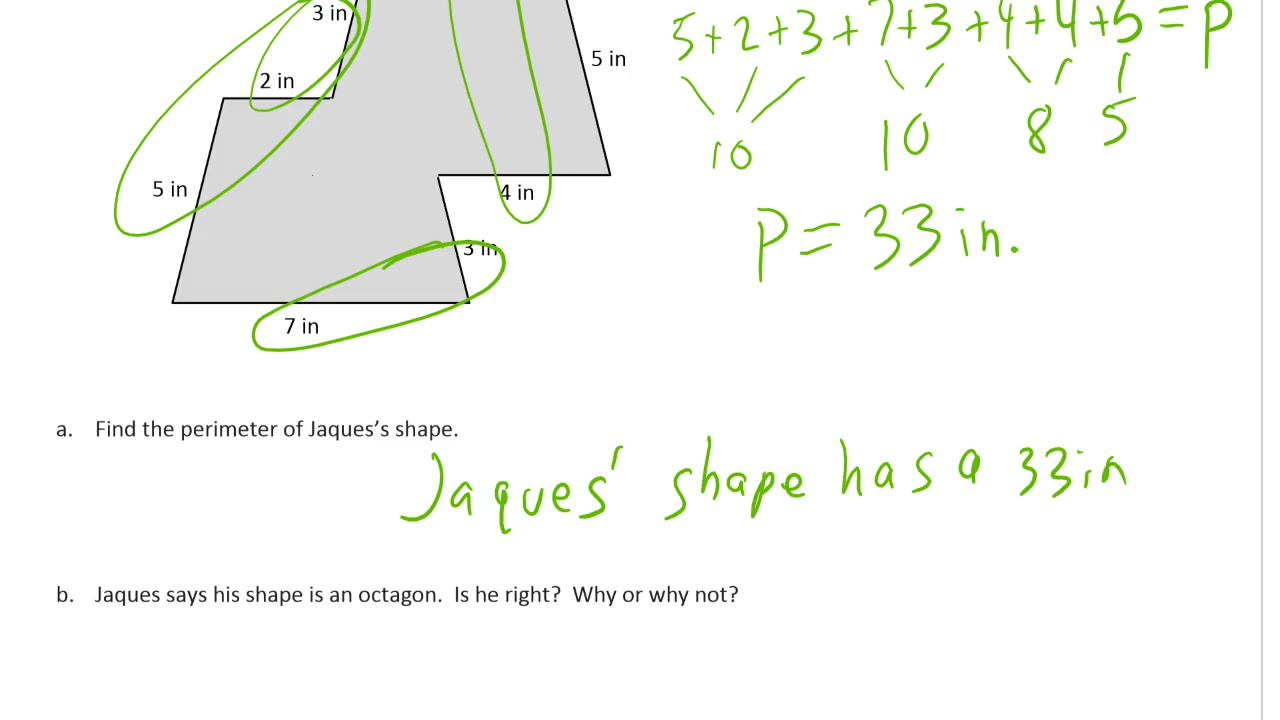 3 in
5+2+3+7+3+4+4+5=P
5 in
2 in
10 10 8 5
5 in
4 in
P=33in.
3 in
7 in
a. Find the perimeter of Jaques's shape.
Jaques' shape has a 33in
b. Jaques says his shape is an octagon. Is he right? Why or why not?